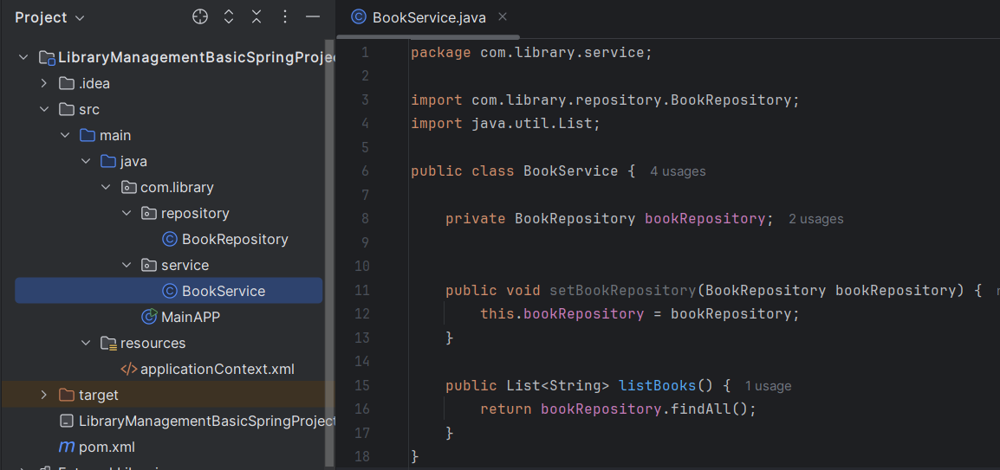 Project
LibraryManagementBasicSpringProjec
.idea
src
main
java
com.library
repository
BookRepository
service
BookService
MainAPP
resources
applicationContext.xml
target
LibraryManagementBasicSpringProject
pom.xml
BookService.java
1 package com.library.service;
2
3 import com.library.repository.BookRepository;
4 import java.util.List;
5
6 public class BookService { 4 usages
7
8 private BookRepository bookRepository; 2 usages
9
10
11 public void setBookRepository(BookRepository bookRepository) {
12 this.bookRepository = bookRepository;
13 }
14
15 public List<String> listBooks() { 1 usage
16 return bookRepository.findAll();
17 }
18 }